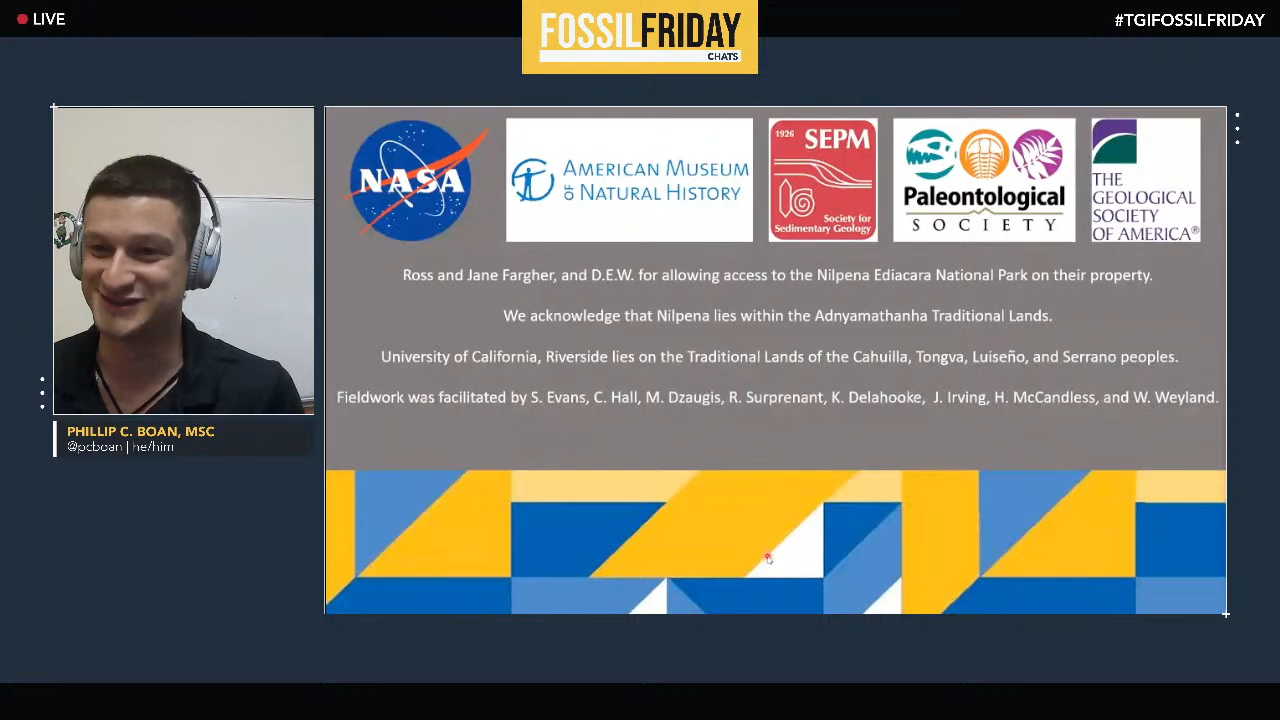 LIVE
FOSSILFRIDAY
CHATS
#TGIFOSSILFRIDAY
NASA
AMERICAN MUSEUM
OF NATURAL HISTORY
1926 SEPM
Society for
Sedimentary Geology
Paleontological
SOCIETY
THE
GEOLOGICAL
SOCIETY
OF AMERICA®
Ross and Jane Fargher, and D.E.W. for allowing access to the Nilpena Ediacara National Park on their property.
We acknowledge that Nilpena lies within the Adnyamathanha Traditional Lands.
University of California, Riverside lies on the Traditional Lands of the Cahuilla, Tongva, Luiseño, and Serrano peoples.
Fieldwork was facilitated by S. Evans, C. Hall, M. Dzaugis, R. Surprenant, K. Delahooke, J. Irving, H. McCandless, and W. Weyland.
PHILLIP C. BOAN, MSC
@pcboan | he/him